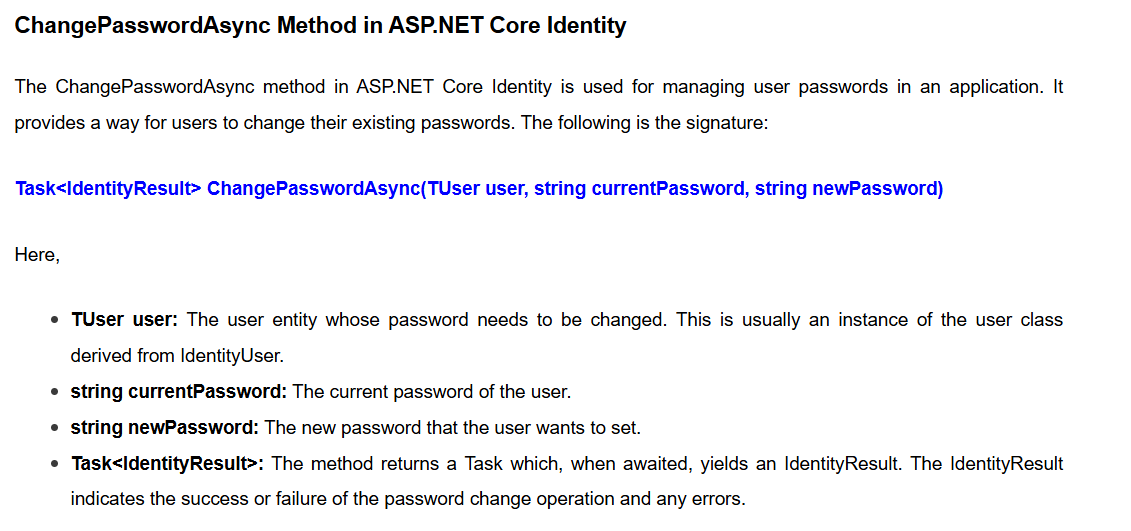 ChangePasswordAsync Method in ASP.NET Core Identity
The ChangePasswordAsync method in ASP.NET Core Identity is used for managing user passwords in an application. It
provides a way for users to change their existing passwords. The following is the signature:
Task<IdentityResult> ChangePasswordAsync(TUser user, string currentPassword, string newPassword)
Here,
• TUser user: The user entity whose password needs to be changed. This is usually an instance of the user class
derived from IdentityUser.
• string currentPassword: The current password of the user.
• string newPassword: The new password that the user wants to set.
• Task<IdentityResult>: The method returns a Task which, when awaited, yields an IdentityResult. The IdentityResult
indicates the success or failure of the password change operation and any errors.